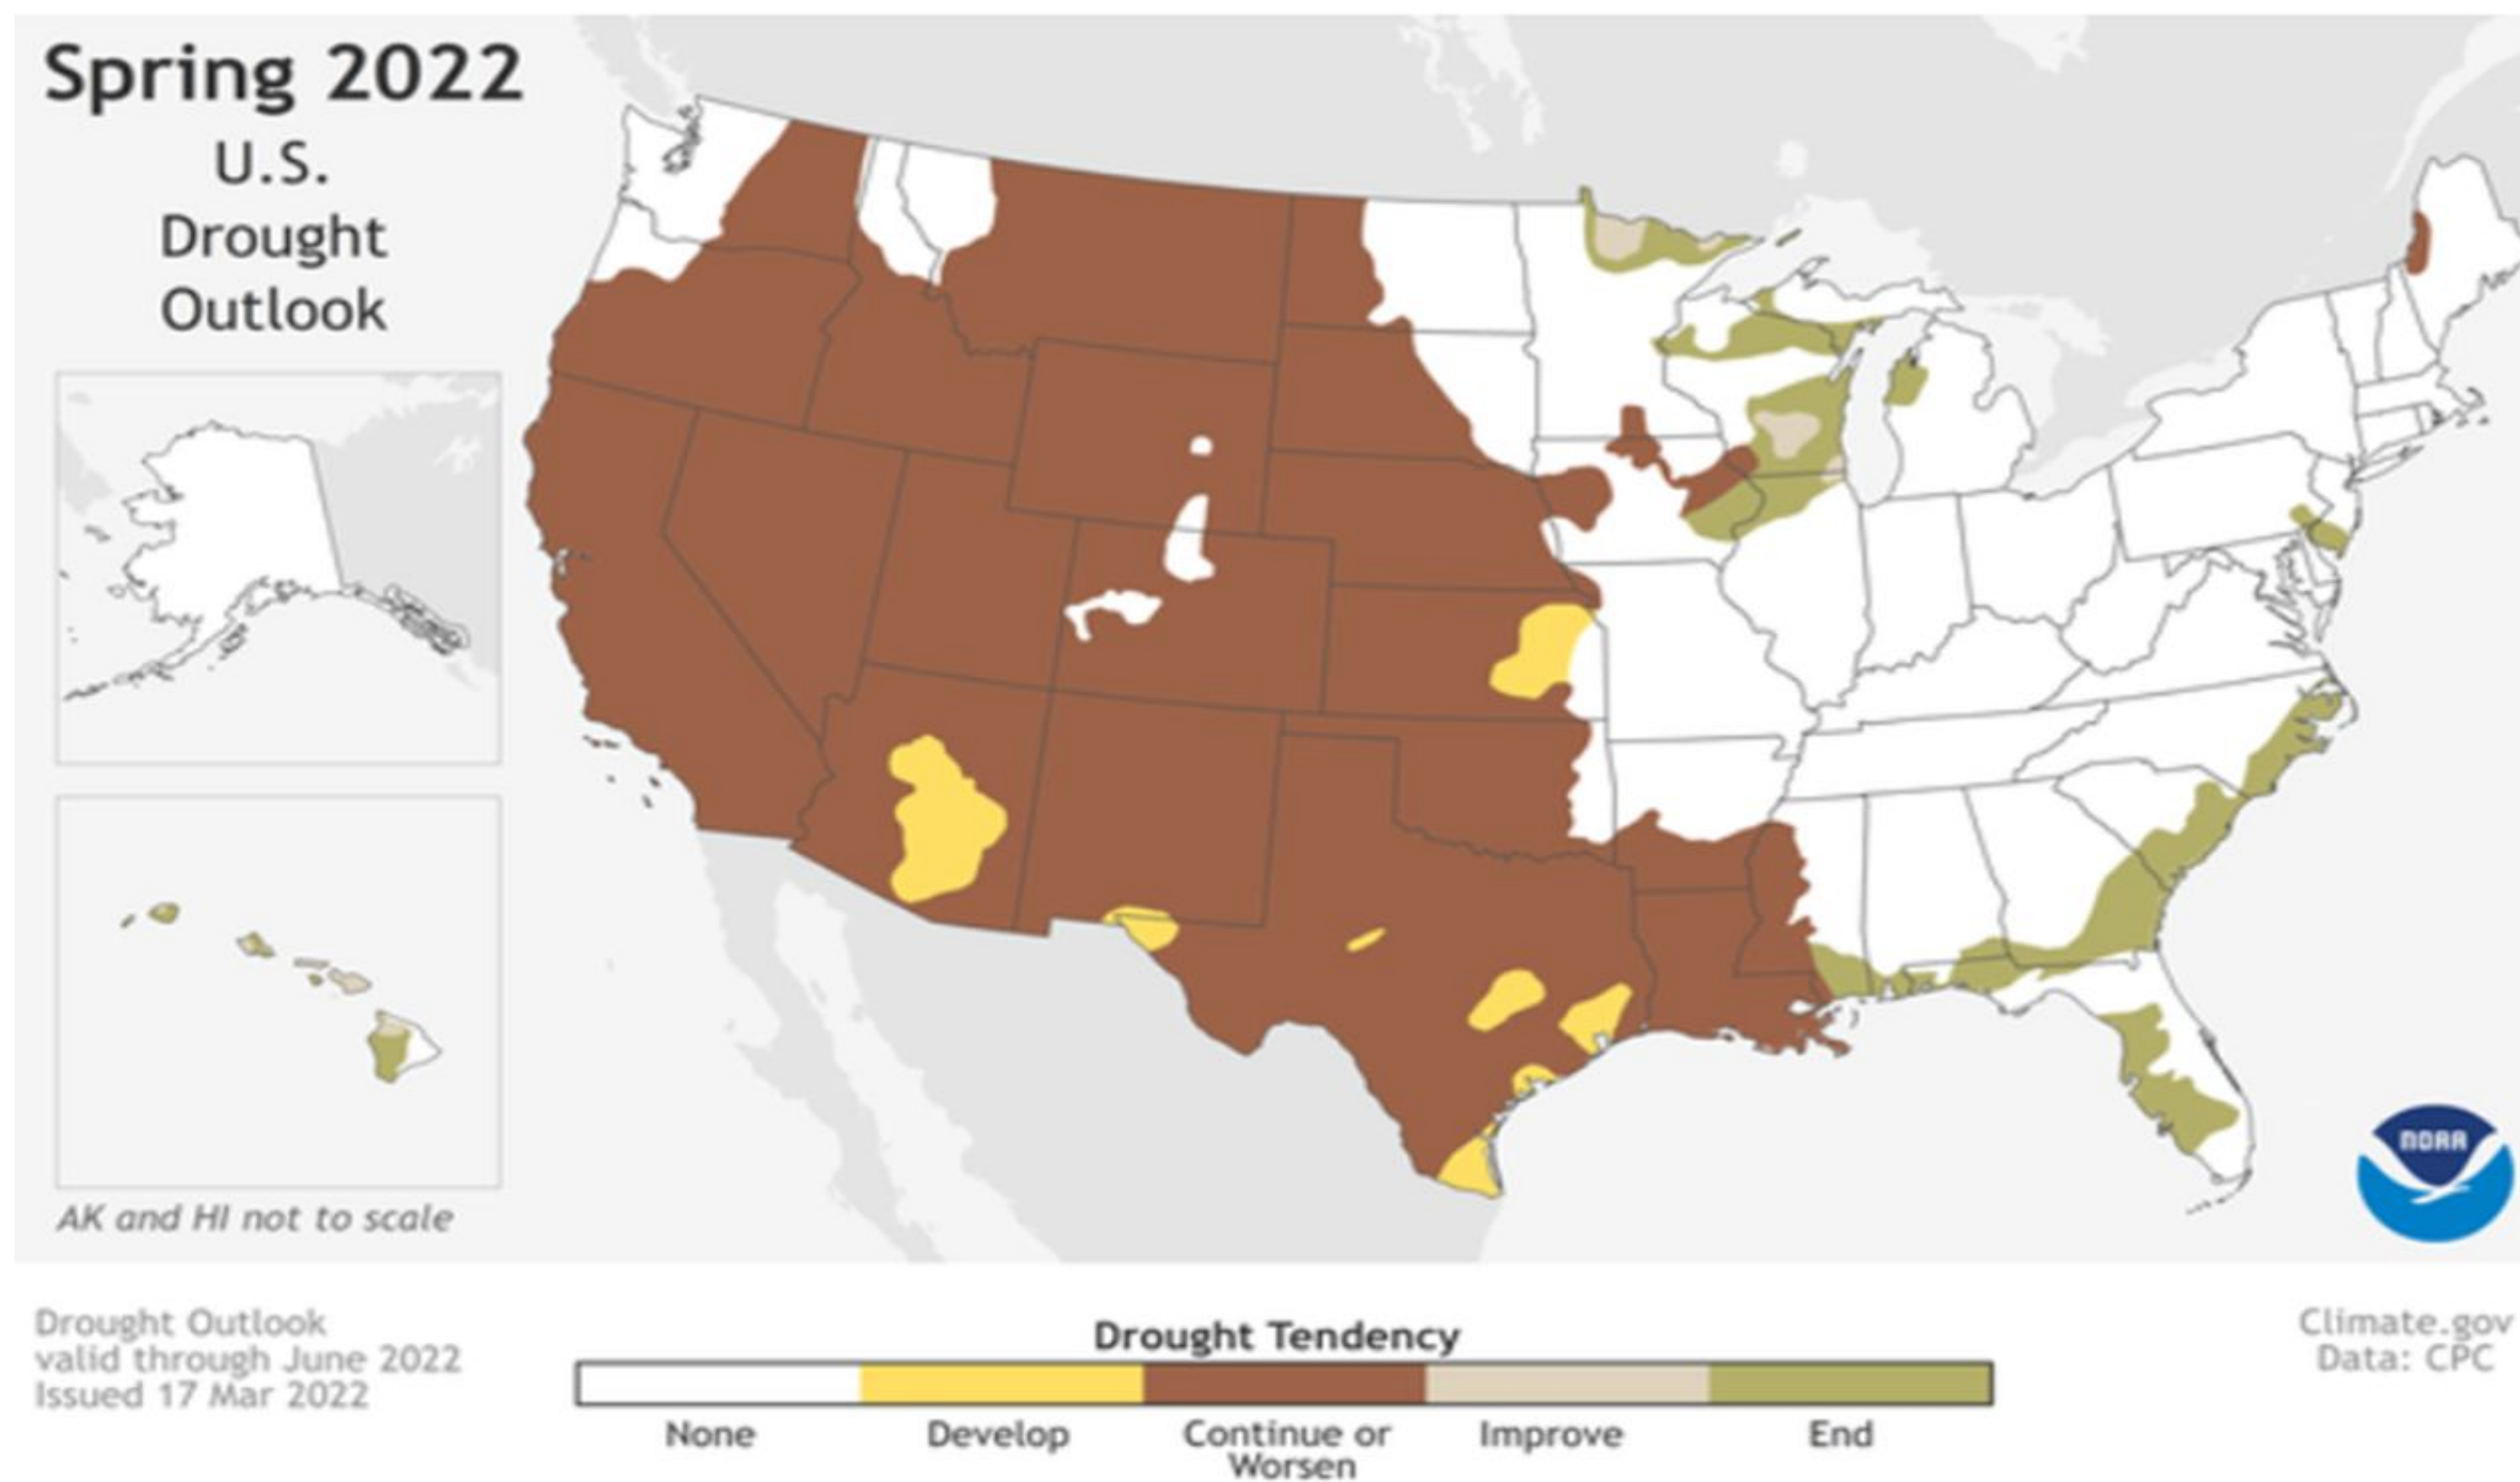 Spring 2022
U.S.
Drought
Outlook
AK and HI not to scale
NOAA
Drought Outlook
valid through June 2022
Issued 17 Mar 2022
Drought Tendency
None
Develop
Continue or
Worsen
Improve
End
Climate.gov
Data: CPC